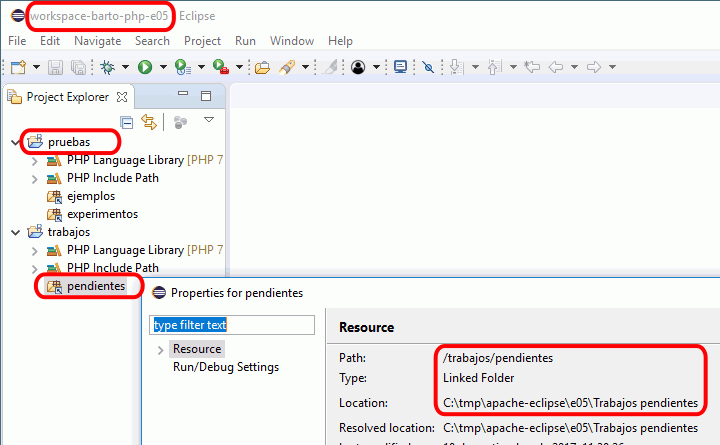 workspace-barto-php-e05 - Eclipse
File Edit Navigate Search Project Run Window Help
Project Explorer
pruebas
PHP Language Library [PHP 7
PHP Include Path
ejemplos
experimentos
trabajos
PHP Language Library [PHP 7
PHP Include Path
pendientes
Properties for pendientes
type filter text
Resource
Run/Debug Settings
Resource
Path: /trabajos/pendientes
Type: Linked Folder
Location: C:\tmp\apache-eclipse\e05\Trabajos pendientes
Resolved location: C:\tmp\apache-eclipse\e05\Trabajos pendientes